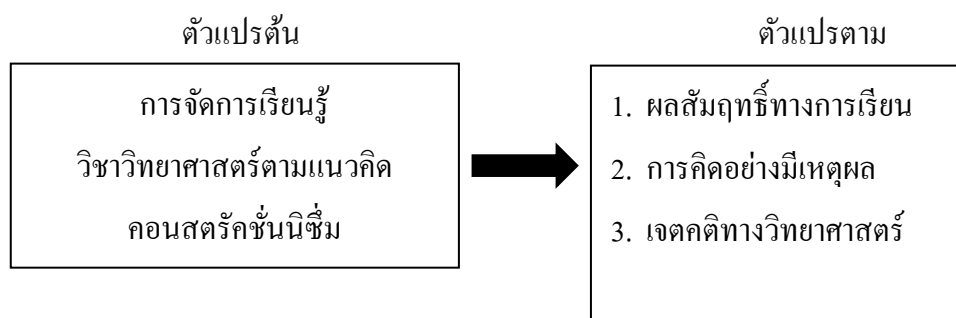 ตัวแปรต้น
การจัดการเรียนรู้
วิชาวิทยาศาสตร์ตามแนวคิด
คอนสตรัคชั่นนิซึ่ม
ตัวแปรตาม
1. ผลสัมฤทธิ์ทางการเรียน
2. การคิดอย่างมีเหตุผล
3. เจตคติทางวิทยาศาสตร์